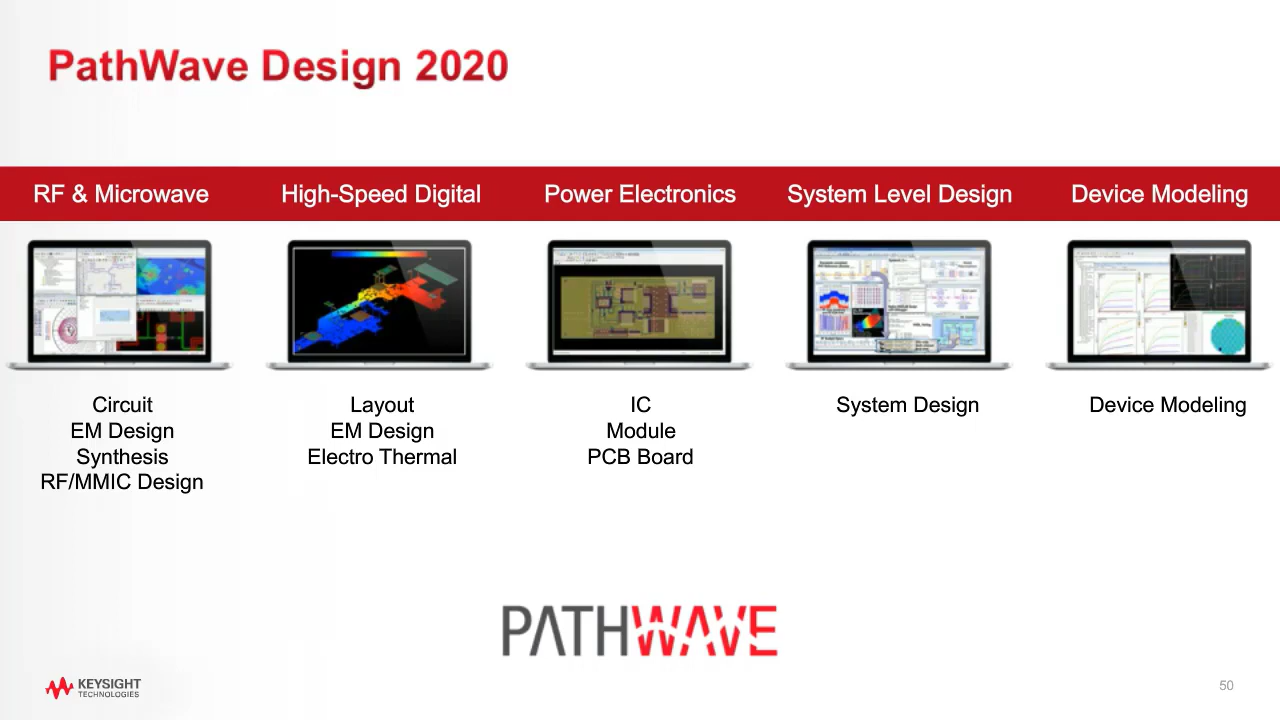 PathWave Design 2020
RF & Microwave
High-Speed Digital
Power Electronics
System Level Design
Device Modeling
Circuit
EM Design
Synthesis
RF/MMIC Design
Layout
EM Design
Electro Thermal
IC
Module
PCB Board
System Design
Device Modeling
PATHWAVE
KEYSIGHT
TECHNOLOGIES
50